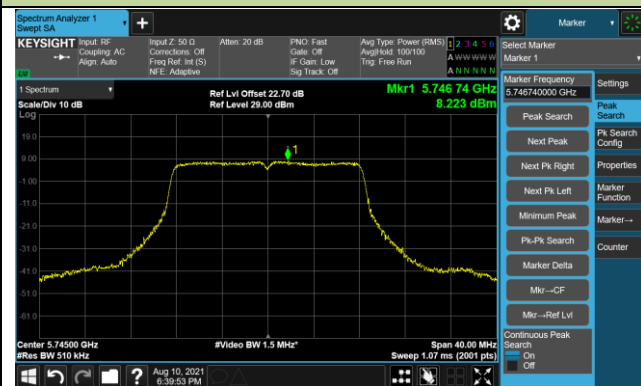 Spectrum Analyzer 1
Swept SA
Marker
KEYSIGHT
Input: RF
Coupling: AC
Align: Auto
Input Z: 50 Ω
Corrections: Off
Freq Ref: Int (S)
NFE: Adaptive
Atten: 20 dB
PNO: Fast
Gate: Off
IF Gain: Low
Sig Track: Off
Avg Type: Power (RMS)
Avg|Hold: 100/100
Trig: Free Run
1 2 3 4 5 6
A W W W W W
A N N N N N
Select Marker
Marker 1
LXI
1 Spectrum
Scale/Div 10 dB
Log
Ref Lvl Offset 22.70 dB
Ref Level 29.00 dBm
Mkr1 5.746 74 GHz
8.223 dBm
19.0
9.00
-1.00
-11.0
-21.0
-31.0
-41.0
-51.0
-61.0
1
Center 5.74500 GHz
#Res BW 510 kHz
#Video BW 1.5 MHz*
Span 40.00 MHz
Sweep 1.07 ms (2001 pts)
Marker Frequency
5.746740000 GHz
Peak Search
Next Peak
Next Pk Right
Next Pk Left
Minimum Peak
Pk-Pk Search
Marker Delta
Mkr→CF
Mkr→Ref Lvl
Continuous Peak
Search
On
Off
Settings
Peak
Search
Pk Search
Config
Properties
Marker
Function
Marker→
Counter
Aug 10, 2021
6:39:53 PM